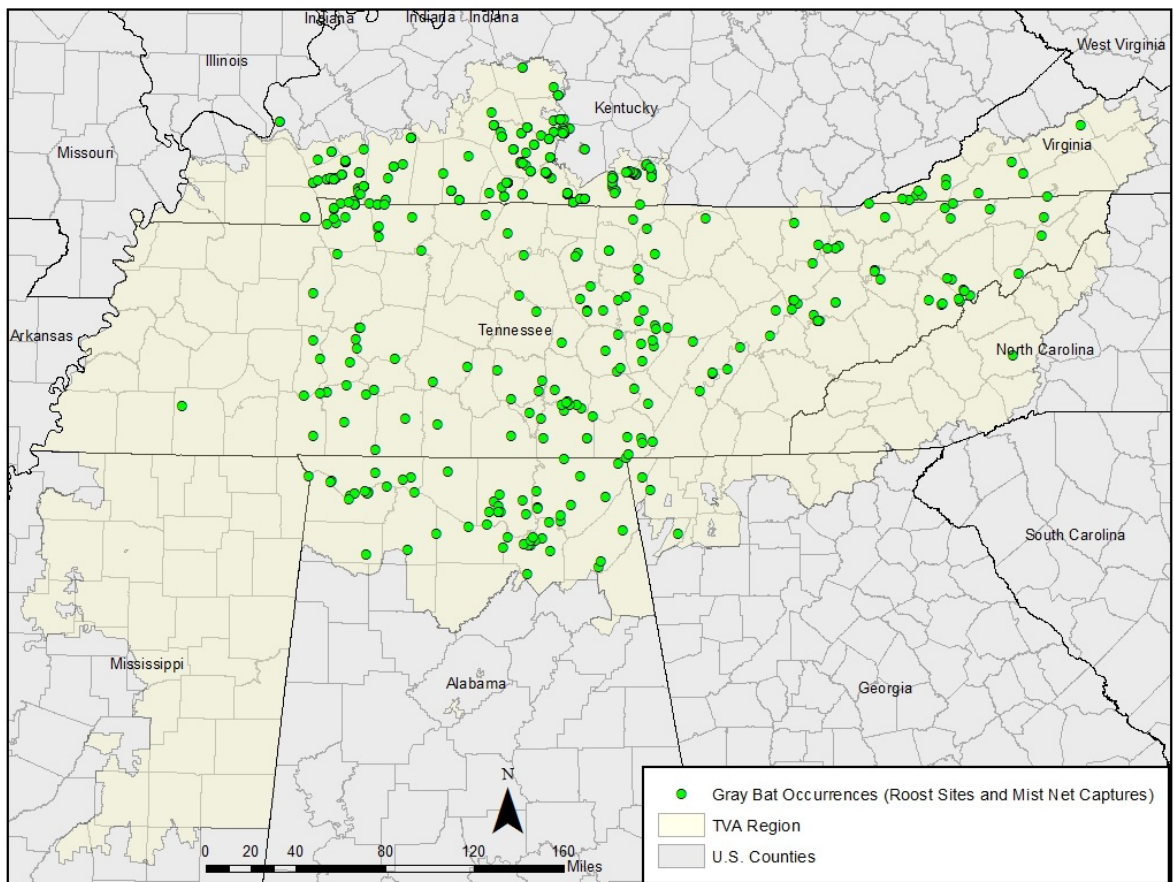 Indiana
Indiana
Indiana
West Virginia
Illinois
Kentucky
Missouri
Virginia
Tennessee
Arkansas
North Carolina
South Carolina
Mississippi
Alabama
Georgia
N
0 20 40 80 120 160
Miles
Gray Bat Occurrences (Roost Sites and Mist Net Captures)
TVA Region
U.S. Counties